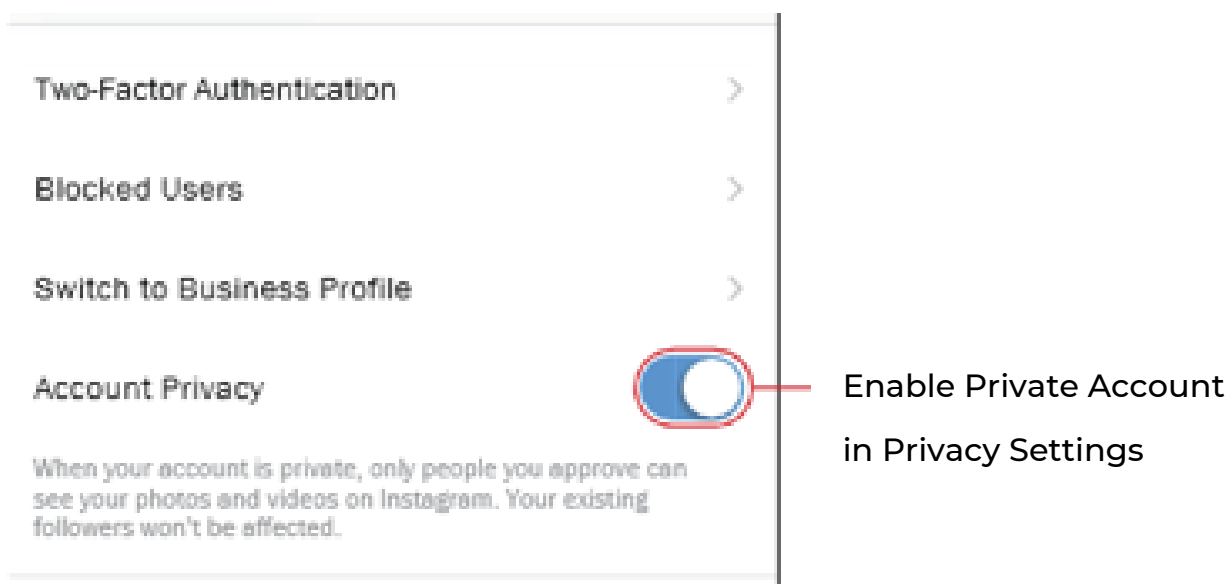 Two-Factor Authentication
Blocked Users
Switch to Business Profile
Account Privacy
Enable Private Account
in Privacy Settings
When your account is private, only people you approve can
see your photos and videos on Instagram. Your existing
followers won't be affected.